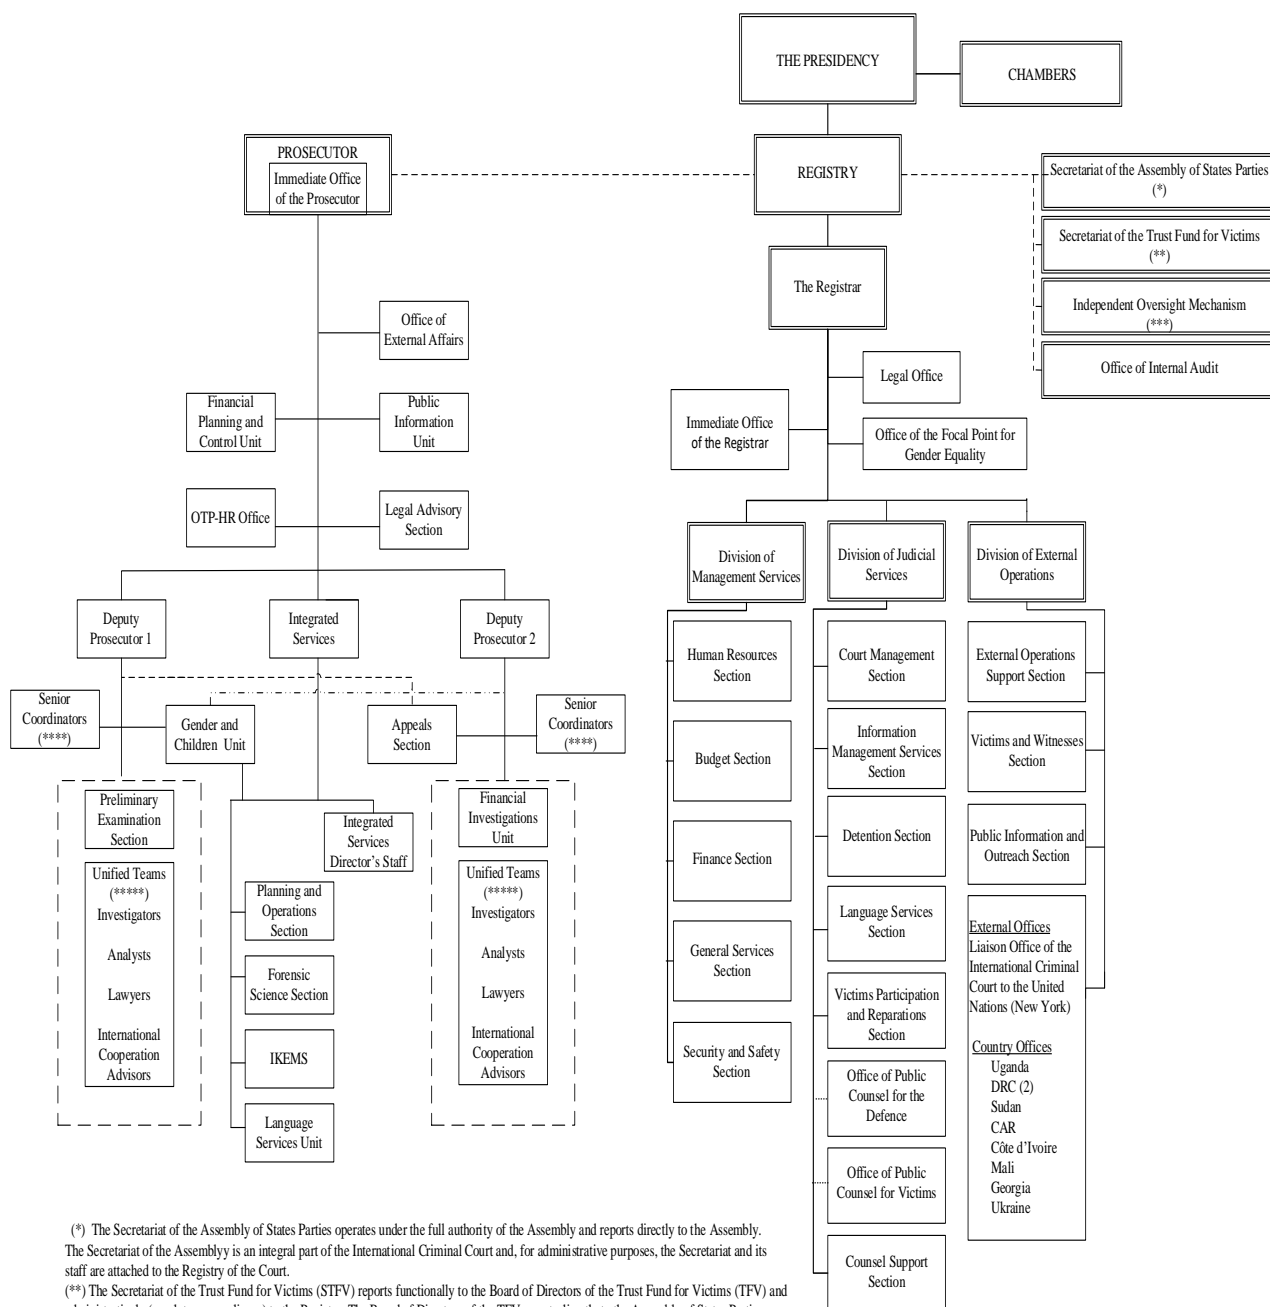 THE PRESIDENCY
CHAMBERS
PROSECUTOR
Immediate Office
of the Prosecutor
REGISTRY
Secretariat of the Assembly of States Parties
(*)
Secretariat of the Trust Fund for Victims
(**)
Independent Oversight Mechanism
(***)
Office of Internal Audit
The Registrar
Office of
External Affairs
Legal Office
Financial
Planning and
Control Unit
Public
Information
Unit
Immediate Office
of the Registrar
Office of the Focal Point for
Gender Equality
OTP-HR Office
Legal Advisory
Section
Division of
Management Services
Division of Judicial
Services
Division of External
Operations
Deputy
Prosecutor 1
Integrated
Services
Deputy
Prosecutor 2
Senior
Coordinators
(****)
Gender and
Children Unit
Appeals
Section
Senior
Coordinators
(****)
Preliminary
Examination
Section
Unified Teams
(*****)
Investigators
Analysts
Lawyers
International
Cooperation
Advisors
Integrated
Services
Director's Staff
Planning and
Operations
Section
Forensic
Science Section
IKEMS
Language
Services Unit
Financial
Investigations
Unit
Unified Teams
(*****)
Investigators
Analysts
Lawyers
International
Cooperation
Advisors
Human Resources
Section
Budget Section
Finance Section
General Services
Section
Security and Safety
Section
Court Management
Section
Information
Management Services
Section
Detention Section
Language Services
Section
Victims Participation
and Reparations
Section
Office of Public
Counsel for the
Defence
Office of Public
Counsel for Victims
Counsel Support
Section
External Operations
Support Section
Victims and Witnesses
Section
Public Information and
Outreach Section
External Offices
Liaison Office of the
International Criminal
Court to the United
Nations (New York)
Country Offices
Uganda
DRC (2)
Sudan
CAR
Côte d'Ivoire
Mali
Georgia
Ukraine
(*) The Secretariat of the Assembly of States Parties operates under the full authority of the Assembly and reports directly to the Assembly.
The Secretariat of the Assemblyy is an integral part of the International Criminal Court and, for administrative purposes, the Secretariat and its
staff are attached to the Registry of the Court.
(**) The Secretariat of the Trust Fund for Victims (STFV) reports functionally to the Board of Directors of the Trust Fund for Victims (TFV) and